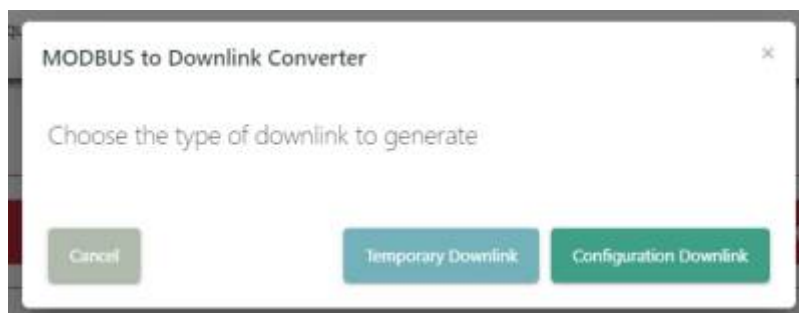 MODBUS to Downlink Converter ×
Choose the type of downlink to generate
Cancel Temporary Downlink Configuration Downlink